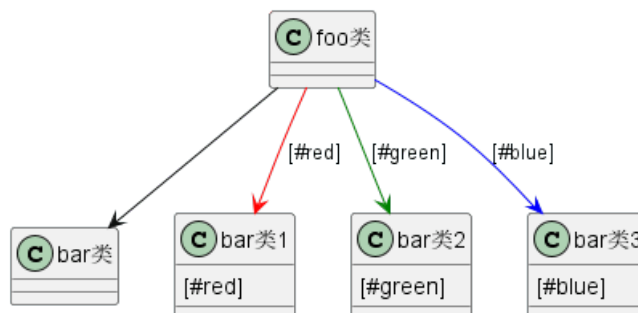 C foo类
[#red]
[#green]
[#blue]
C bar类
C bar类1
C bar类2
C bar类3
[#red]
[#green]
[#blue]